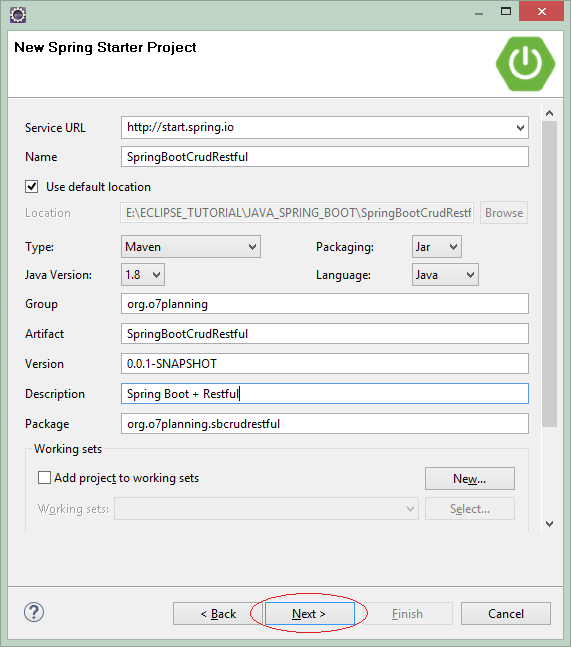 New Spring Starter Project
Service URL http://start.spring.io
Name SpringBootCrudRestful
Use default location
Location E:\ECLIPSE_TUTORIAL\JAVA_SPRING_BOOT\SpringBootCrudRestf Browse
Type: Maven Packaging: Jar
Java Version: 1.8 Language: Java
Group org.o7planning
Artifact SpringBootCrudRestful
Version 0.0.1-SNAPSHOT
Description Spring Boot + Restful
Package org.o7planning.sbcrudrestful
Working sets
Add project to working sets New...
Working sets: Select...
? < Back Next > Finish Cancel